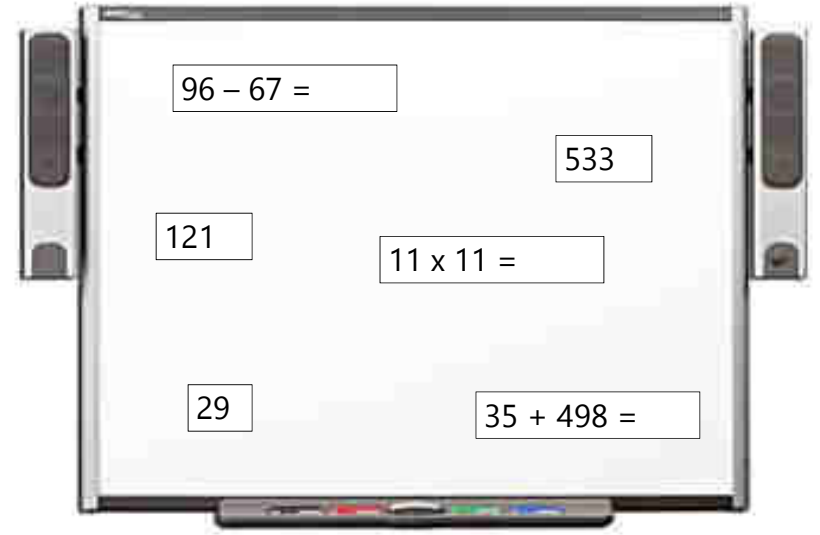 96 – 67 =
533
121
11 x 11 =
29
35 + 498 =